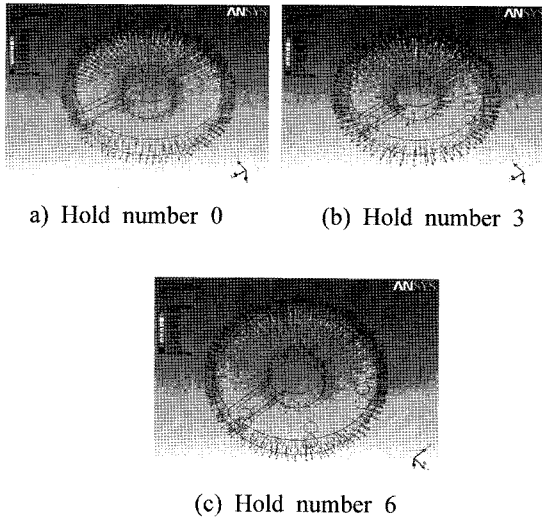 ANSYS
ANSYS
a) Hold number 0
(b) Hold number 3
ANSYS
(c) Hold number 6